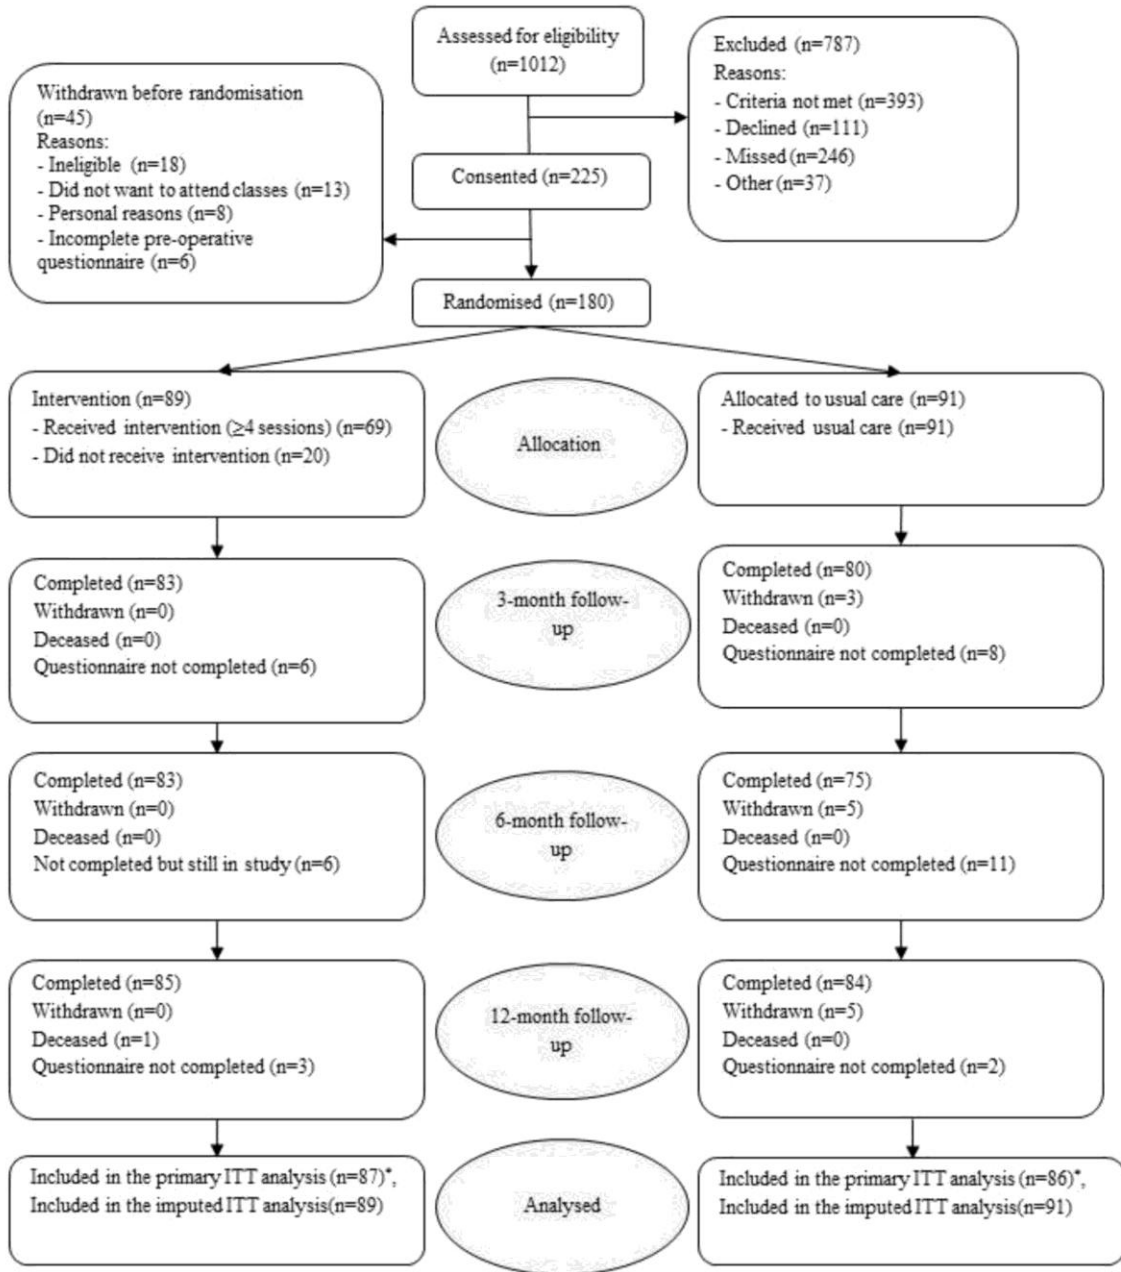 Assessed for eligibility
(n=1012)
Excluded (n=787)
Reasons:
- Criteria not met (n=393)
- Declined (n=111)
- Missed (n=246)
- Other (n=37)
Withdrawn before randomisation
(n=45)
Reasons:
- Ineligible (n=18)
- Did not want to attend classes (n=13)
- Personal reasons (n=8)
- Incomplete pre-operative
questionnaire (n=6)
Consented (n=225)
Randomised (n=180)
Intervention (n=89)
- Received intervention (≥4 sessions) (n=69)
- Did not receive intervention (n=20)
Allocation
Allocated to usual care (n=91)
- Received usual care (n=91)
Completed (n=83)
Withdrawn (n=0)
Deceased (n=0)
Questionnaire not completed (n=6)
3-month follow-
up
Completed (n=80)
Withdrawn (n=3)
Deceased (n=0)
Questionnaire not completed (n=8)
Completed (n=83)
Withdrawn (n=0)
Deceased (n=0)
Not completed but still in study (n=6)
6-month follow-
up
Completed (n=75)
Withdrawn (n=5)
Deceased (n=0)
Questionnaire not completed (n=11)
Completed (n=85)
Withdrawn (n=0)
Deceased (n=1)
Questionnaire not completed (n=3)
12-month follow-
up
Completed (n=84)
Withdrawn (n=5)
Deceased (n=0)
Questionnaire not completed (n=2)
Included in the primary ITT analysis (n=87)*,
Included in the imputed ITT analysis(n=89)
Analysed
Included in the primary ITT analysis (n=86)*,
Included in the imputed ITT analysis(n=91)